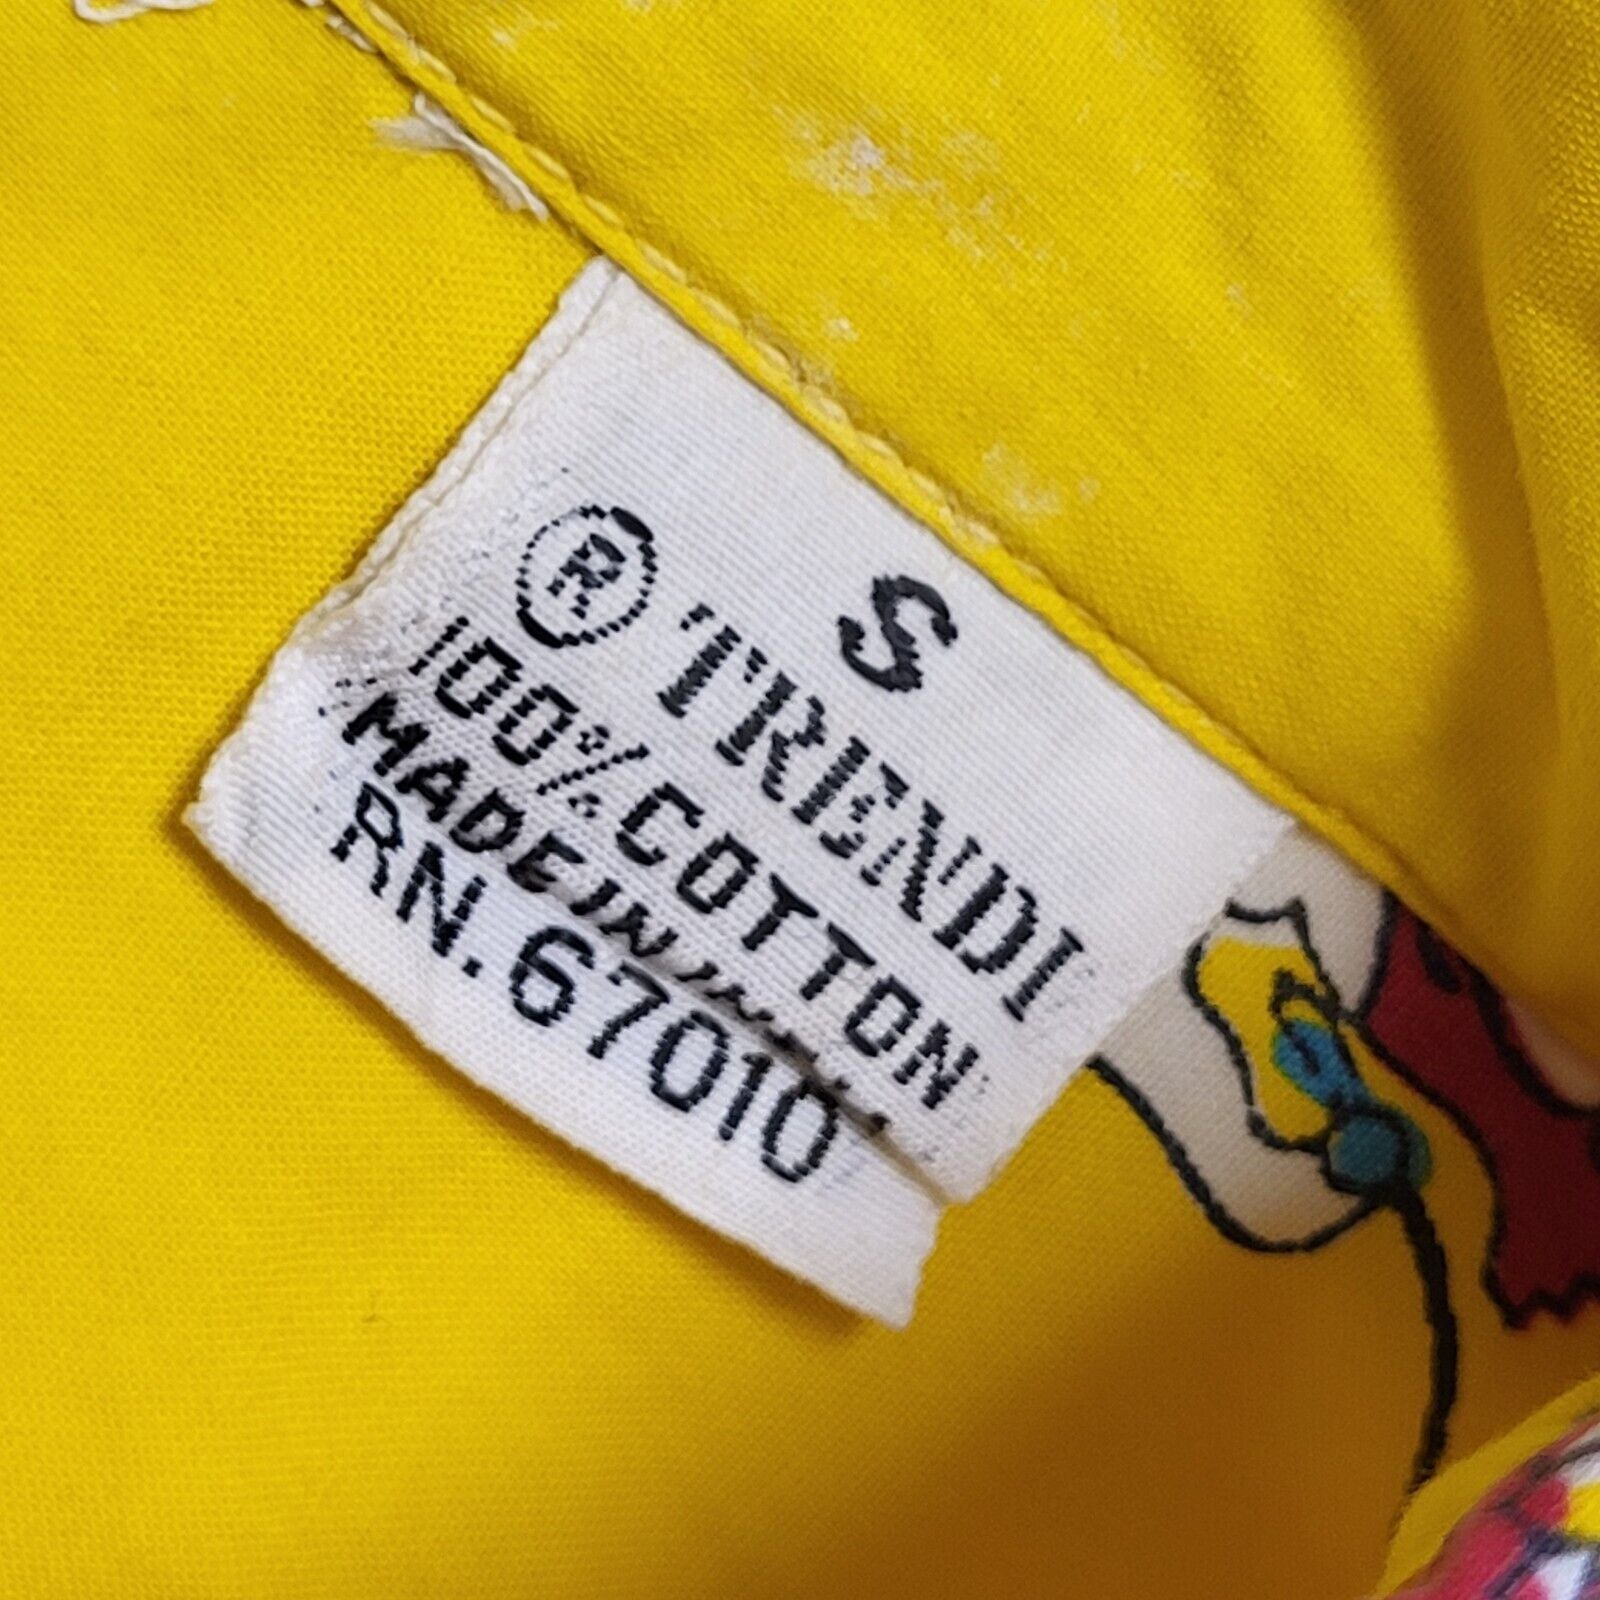 S
® TRENDI
100% COTTON
MADE IN
RN. 67010